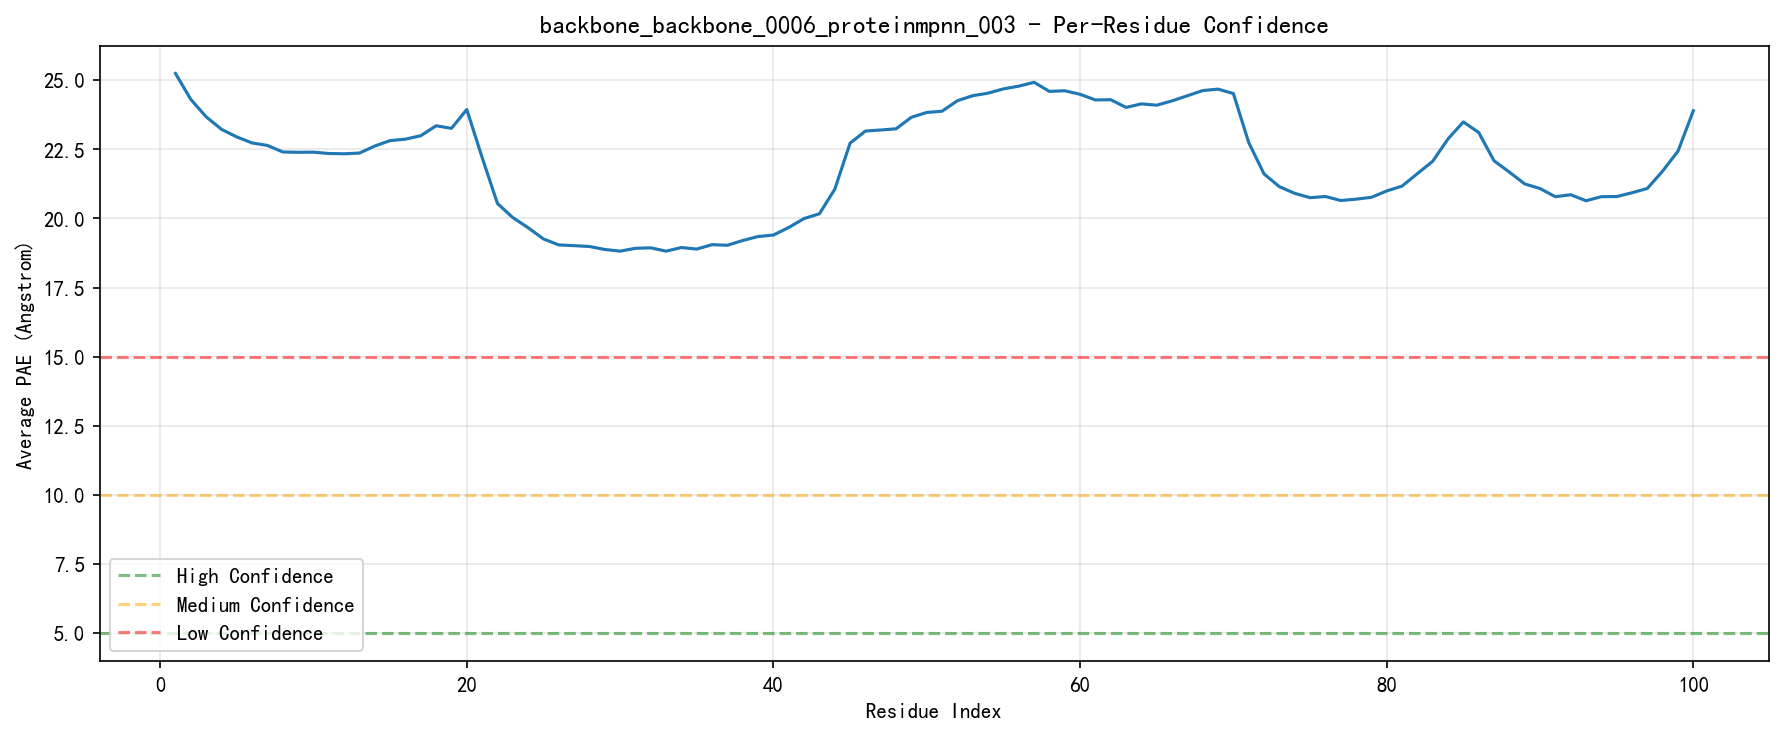 backbone_backbone_0006_proteinmpnn_003 - Per-Residue Confidence
Average PAE (Angstrom)
25.0
22.5
20.0
17.5
15.0
12.5
10.0
7.5
5.0
High Confidence
Medium Confidence
Low Confidence
0 20 40 60 80 100
Residue Index